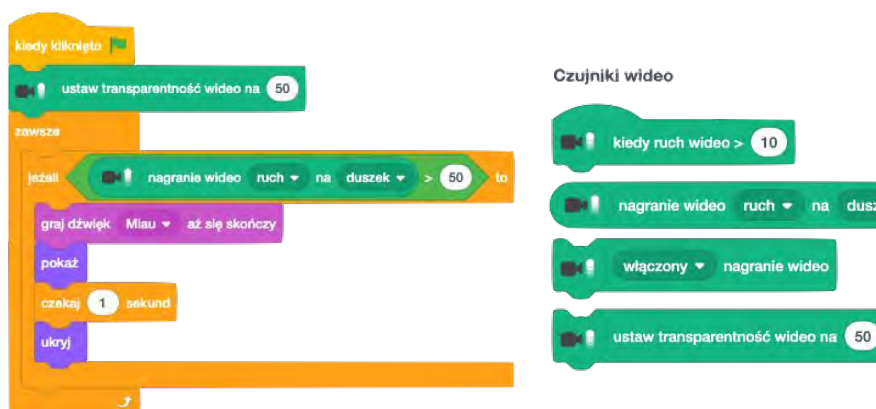 kiedy kliknięto
ustaw transparentność wideo na 50
zawsze
jeżeli nagranie wideo ruch na duszek > 50 to
graj dźwięk Miau aż się skończy
pokaż
czekaj 1 sekund
ukryj
Czujniki wideo
kiedy ruch wideo > 10
nagranie wideo ruch na dusz
włączony nagranie wideo
ustaw transparentność wideo na 50